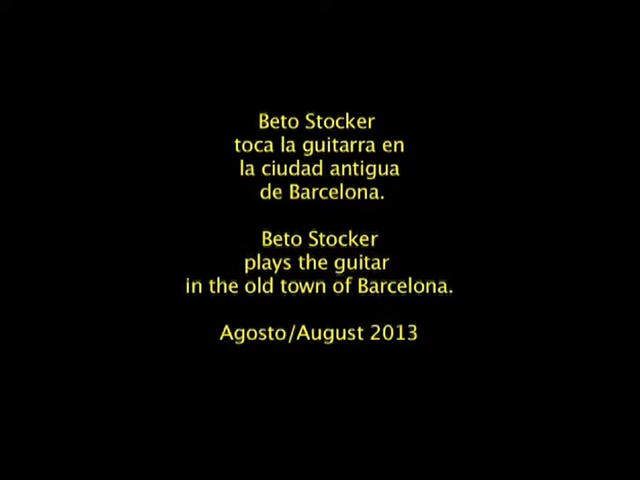 Beto Stocker
toca la guitarra en
la ciudad antigua
de Barcelona.
Beto Stocker
plays the guitar
in the old town of Barcelona.
Agosto/August 2013